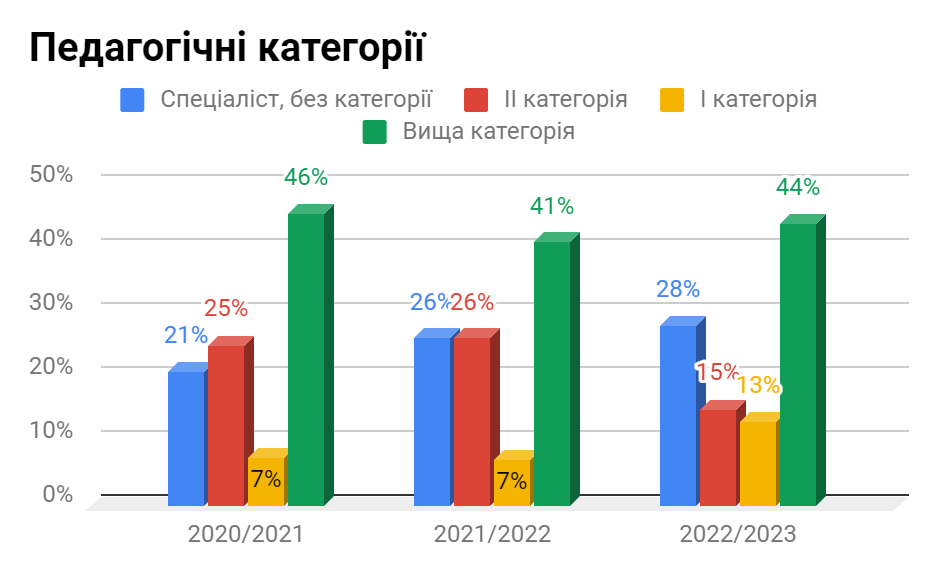 Педагогічні категорії
Спеціаліст, без категорії II категорія I категорія
Вища категорія
50%
40%
30%
20%
10%
0%
21% 25% 7% 46%
26% 26% 7% 41%
28% 15% 13% 44%
2020/2021 2021/2022 2022/2023